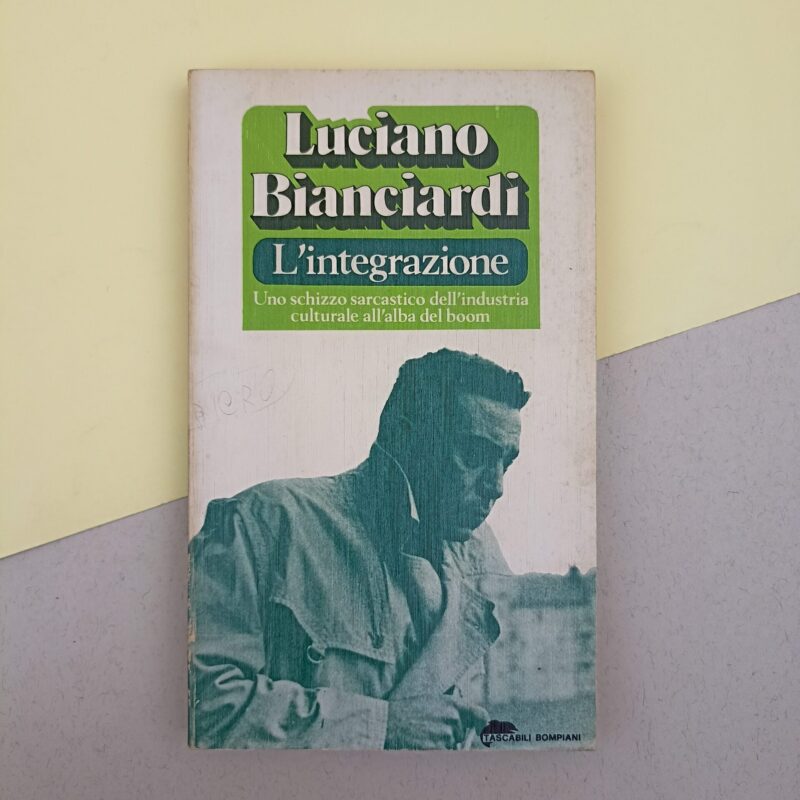 Luciano
Bianciardi
L'integrazione
Uno schizzo sarcastico dell'industria
culturale all'alba del boom
TASCABILI BOMPIANI